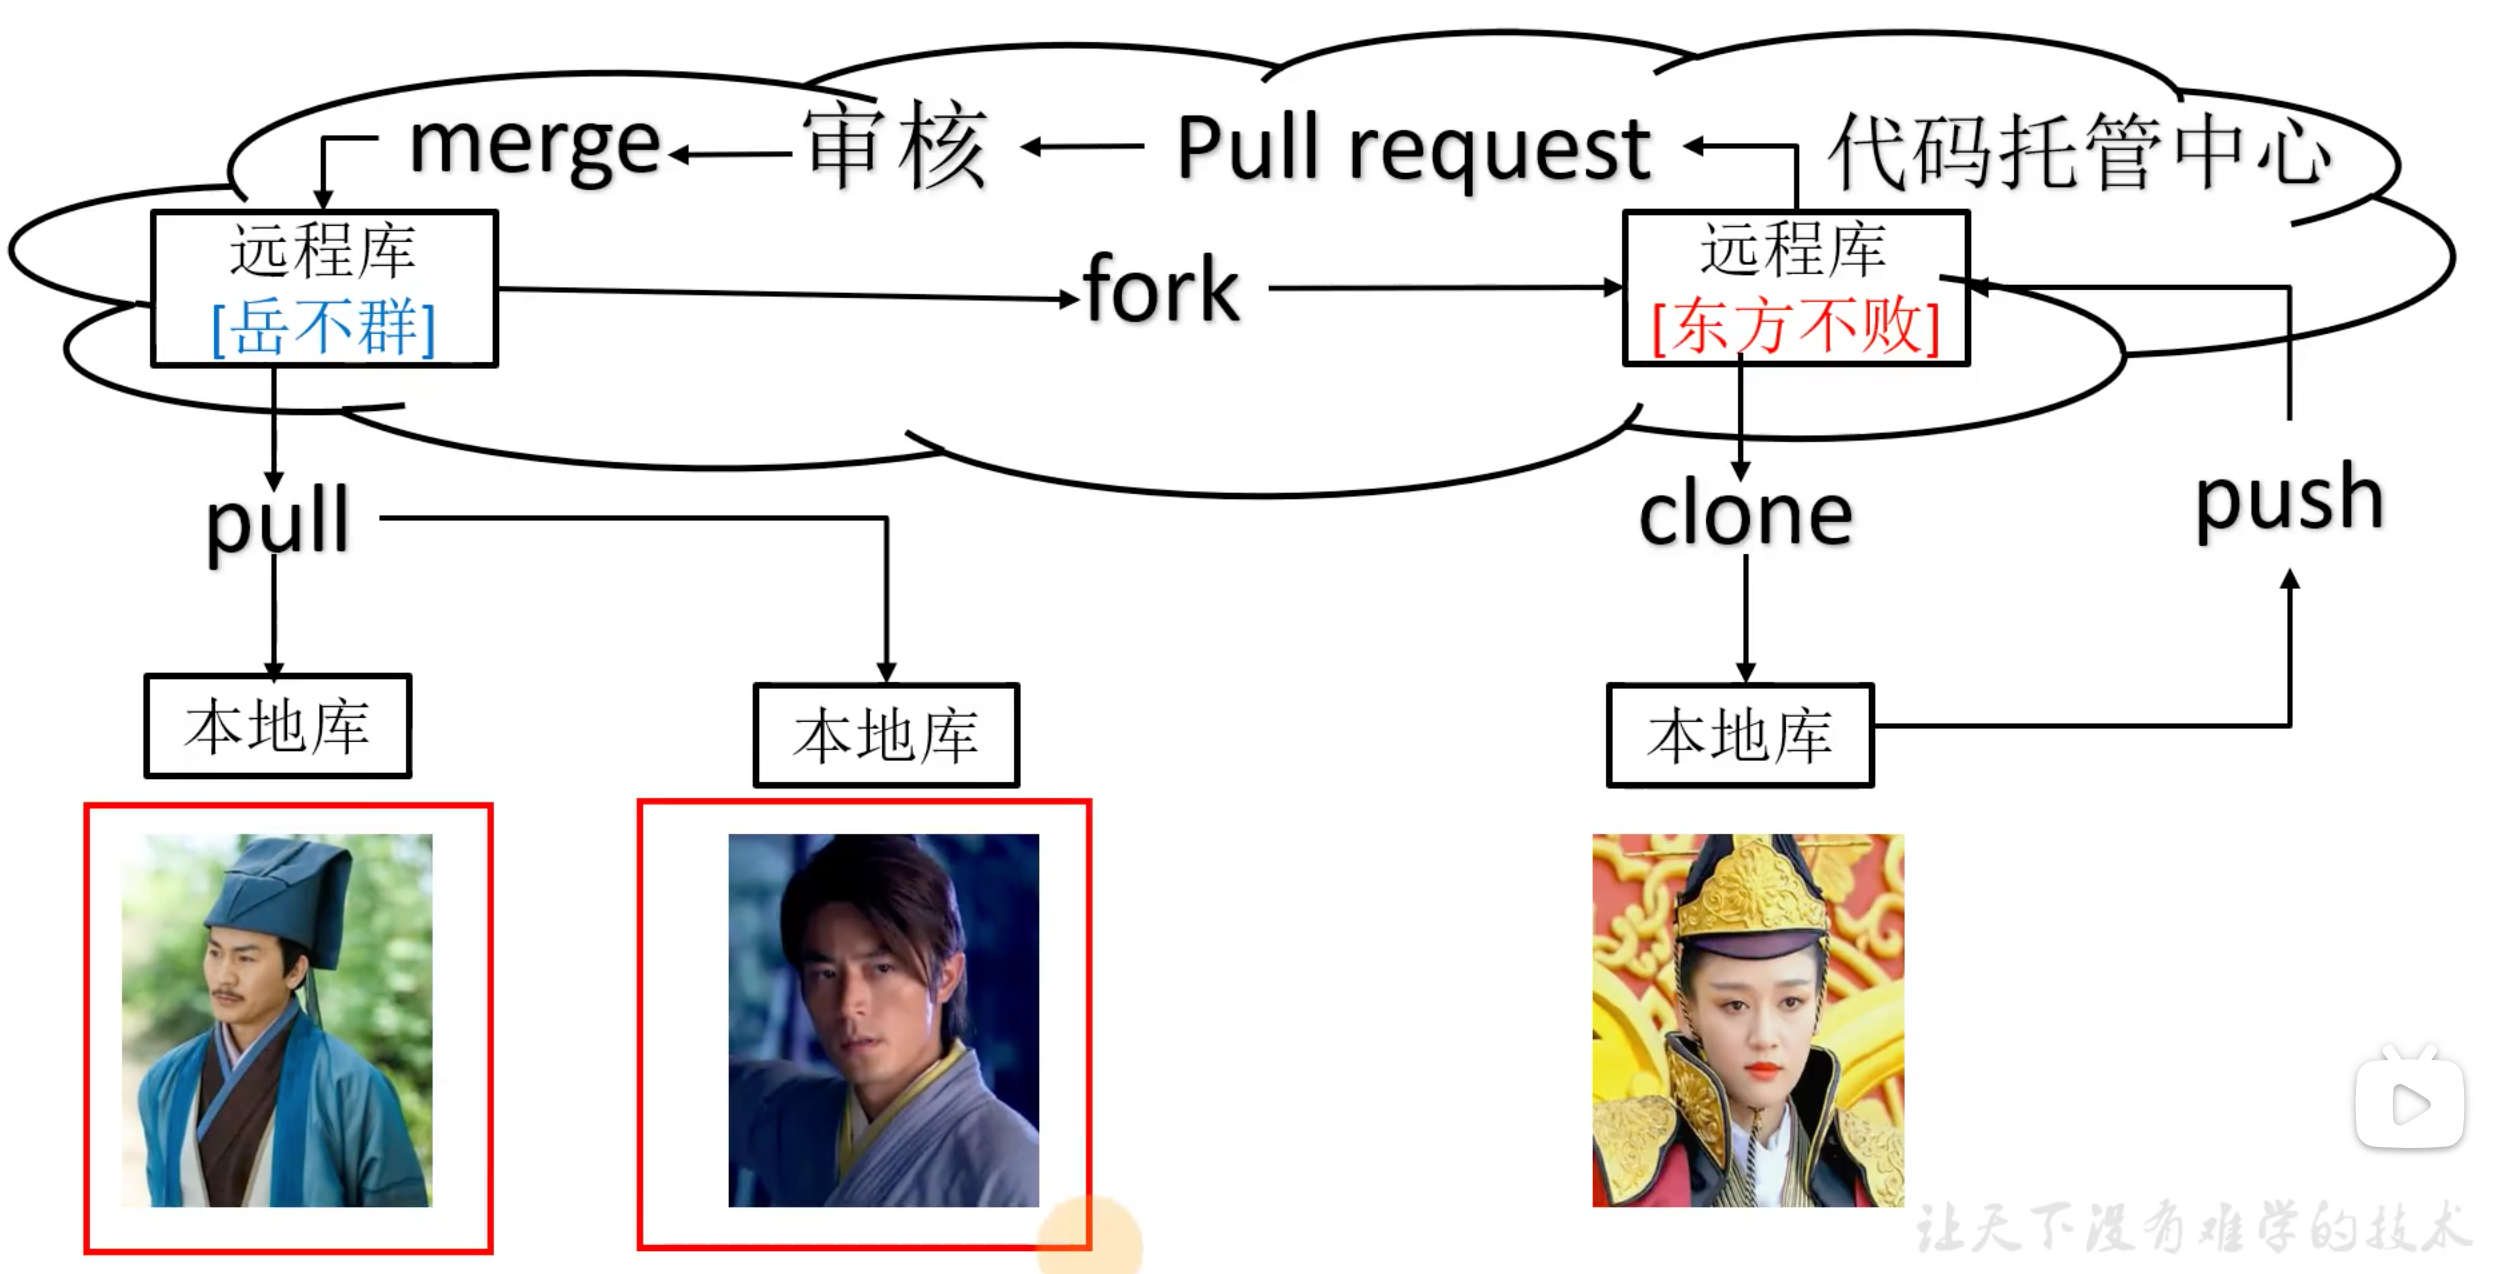 merge
审核
Pull request
代码托管中心
远程库
[岳不群]
fork
远程库
[东方不败]
pull
clone
push
本地库
本地库
本地库
让天下没有难学的技术